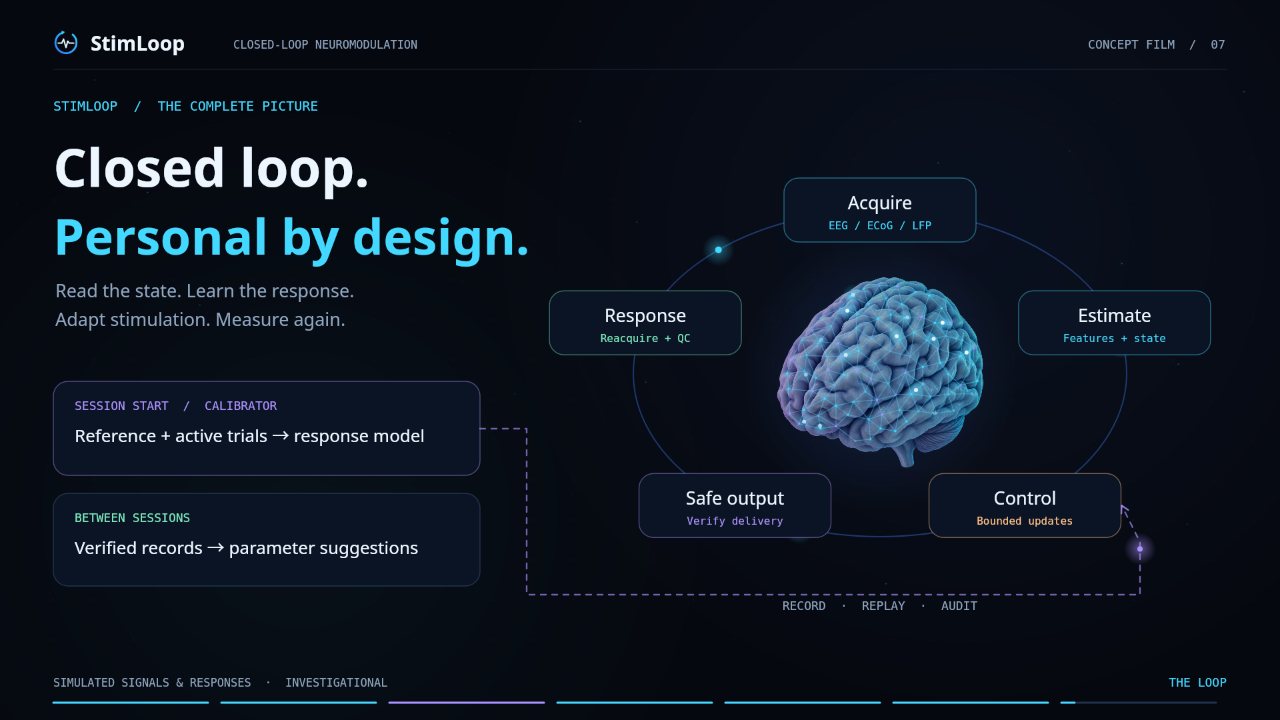 StimLoop
CLOSED-LOOP NEUROMODULATION
CONCEPT FILM / 07
STIMLOOP / THE COMPLETE PICTURE
Closed loop.
Personal by design.
Read the state. Learn the response.
Adapt stimulation. Measure again.
SESSION START / CALIBRATOR
Reference + active trials → response model
BETWEEN SESSIONS
Verified records → parameter suggestions
Acquire
EEG / ECoG / LFP
Response
Reacquire + QC
Estimate
Features + state
Safe output
Verify delivery
Control
Bounded updates
RECORD · REPLAY · AUDIT
SIMULATED SIGNALS & RESPONSES · INVESTIGATIONAL
THE LOOP